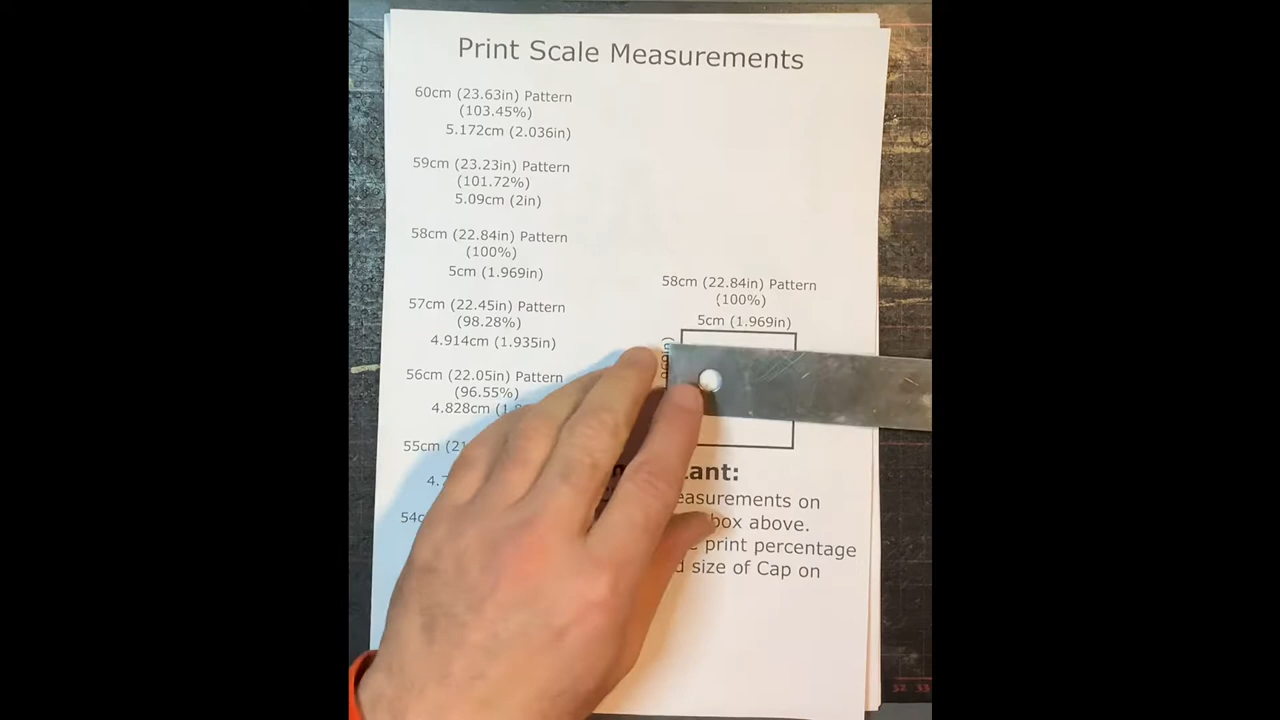 Print Scale Measurements
60cm (23.63in) Pattern
(103.45%)
5.172cm (2.036in)
59cm (23.23in) Pattern
(101.72%)
5.09cm (2in)
58cm (22.84in) Pattern
(100%)
5cm (1.969in)
57cm (22.45in) Pattern
(98.28%)
4.914cm (1.935in)
56cm (22.05in) Pattern
(96.55%)
4.828cm
55cm
58cm (22.84in) Pattern
(100%)
5cm (1.969in)
on
box above.
print percentage
size of Cap on
32 33